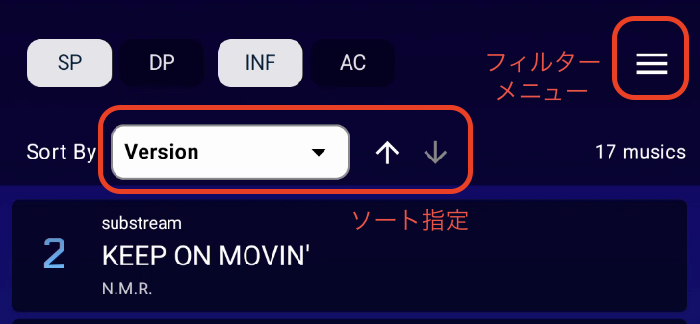 SP DP INF AC フィルター
メニュー
Sort By Version 17 musics
ソート指定
substream
2 KEEP ON MOVIN'
N.M.R.